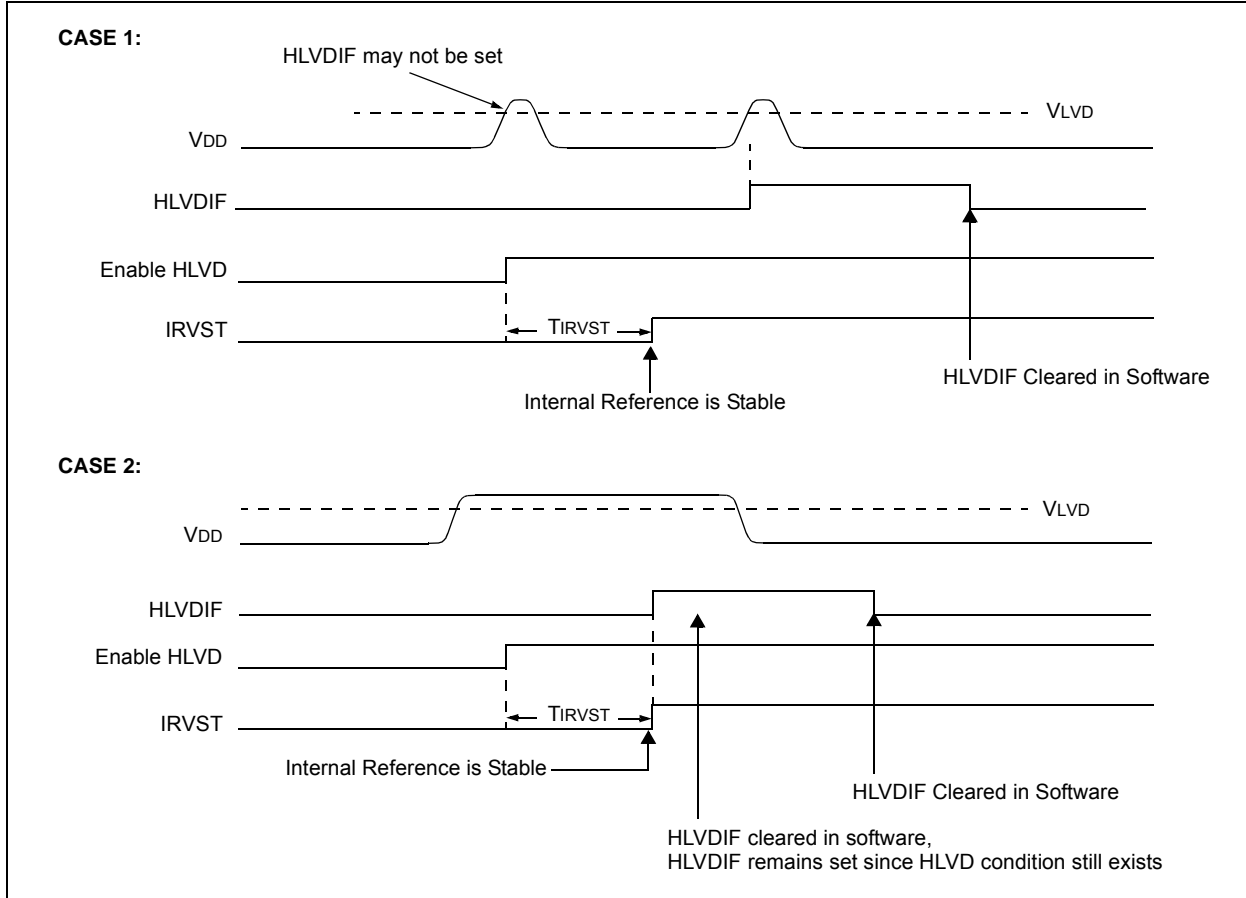 CASE 1:
HLVDIF may not be set
VLVD
VDD
HLVDIF
Enable HLVD
IRVST
TIRVST
HLVDIF Cleared in Software
Internal Reference is Stable
CASE 2:
VLVD
VDD
HLVDIF
Enable HLVD
IRVST
TIRVST
Internal Reference is Stable
HLVDIF Cleared in Software
HLVDIF cleared in software,
HLVDIF remains set since HLVD condition still exists